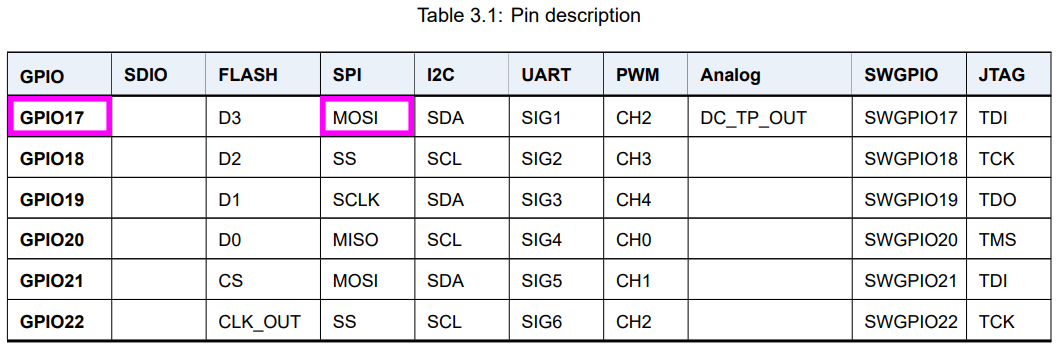 Table 3.1: Pin description
GPIO SDIO FLASH SPI I2C UART PWM Analog SWGPIO JTAG
GPIO17 D3 MOSI SDA SIG1 CH2 DC_TP_OUT SWGPIO17 TDI
GPIO18 D2 SS SCL SIG2 CH3 SWGPIO18 TCK
GPIO19 D1 SCLK SDA SIG3 CH4 SWGPIO19 TDO
GPIO20 D0 MISO SCL SIG4 CH0 SWGPIO20 TMS
GPIO21 CS MOSI SDA SIG5 CH1 SWGPIO21 TDI
GPIO22 CLK_OUT SS SCL SIG6 CH2 SWGPIO22 TCK